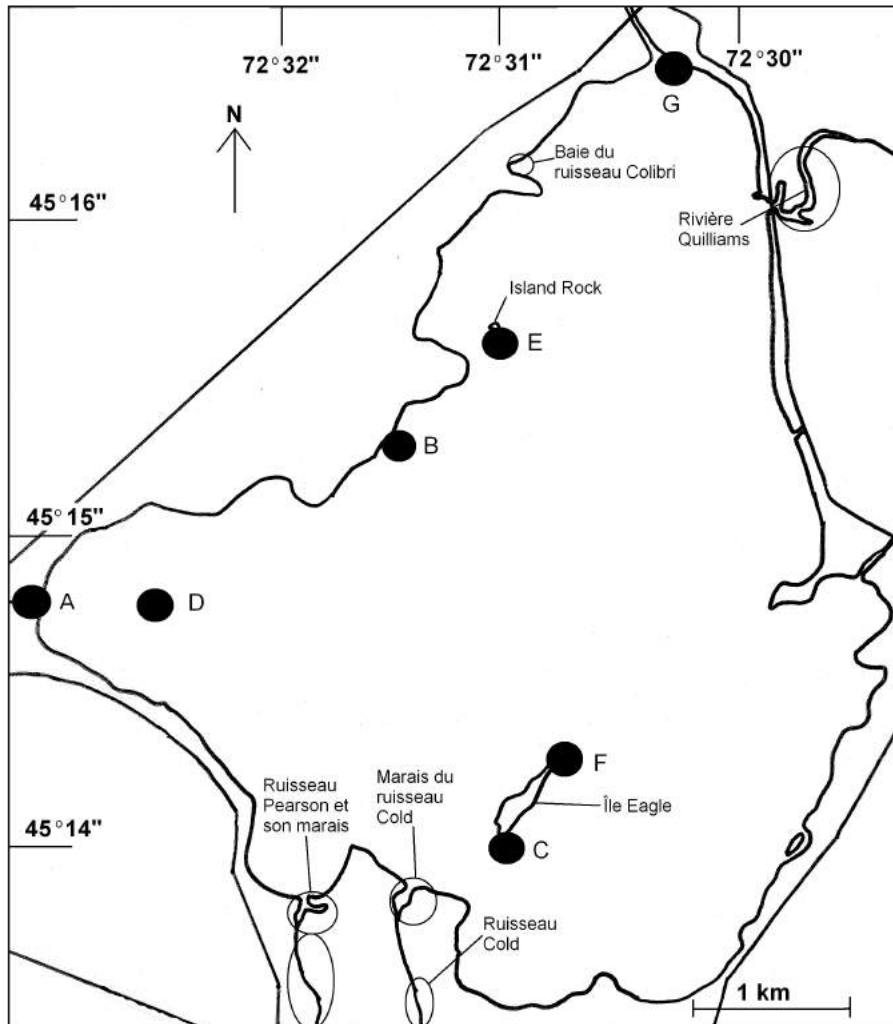 72°32"
72°31"
72°30"
G
N
Baie du
ruisseau Colibri
45°16"
Rivière
Quilliams
Island Rock
E
B
45°15"
A
D
F
Ruisseau
Pearson et
son marais
Marais du
ruisseau
Cold
Île Eagle
45°14"
C
Ruisseau
Cold
1 km